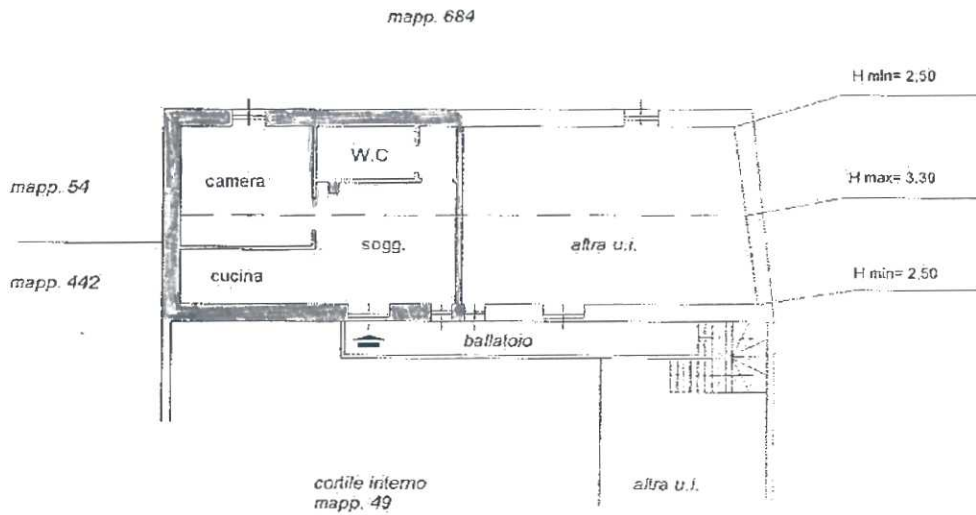 mapp. 684
H min= 2,50
W.C
camera
mapp. 54
H max= 3,30
sogg.
altra u.i.
cucina
mapp. 442
H min= 2,50
ballatoio
cortile interno
mapp. 49
altra u.i.